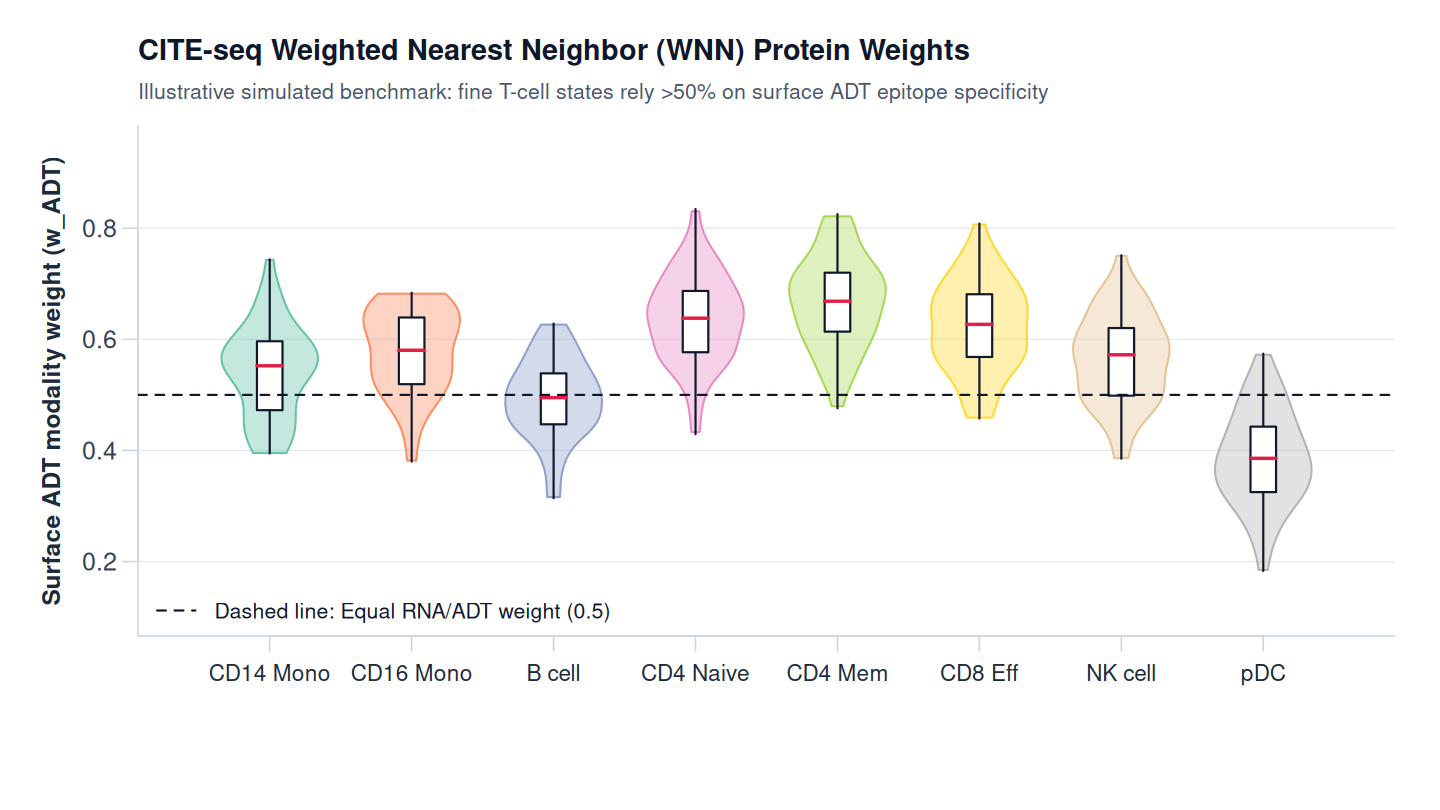 CITE-seq Weighted Nearest Neighbor (WNN) Protein Weights
Illustrative simulated benchmark: fine T-cell states rely >50% on surface ADT epitope specificity
Surface ADT modality weight (w_ADT)
0.8
0.6
0.4
0.2
Dashed line: Equal RNA/ADT weight (0.5)
CD14 Mono CD16 Mono B cell CD4 Naive CD4 Mem CD8 Eff NK cell pDC